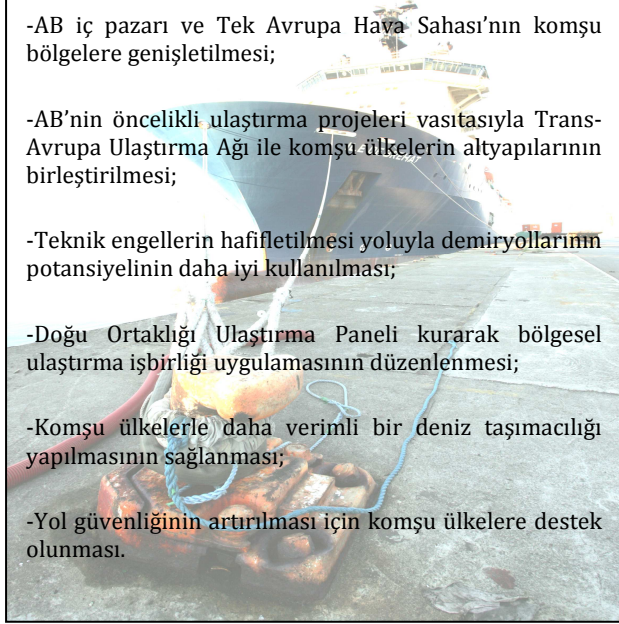 -AB iç pazarı ve Tek Avrupa Hava Sahası’nın komşu
bölgelere genişletilmesi;
-AB’nin öncelikli ulaştırma projeleri vasıtasıyla Trans-
Avrupa Ulaştırma Ağı ile komşu ülkelerin altyapılarının
birleştirilmesi;
-Teknik engellerin hafifletilmesi yoluyla demiryollarının
potansiyelinin daha iyi kullanılması;
-Doğu Ortaklığı Ulaştırma Paneli kurarak bölgesel
ulaştırma işbirliği uygulamasının düzenlenmesi;
-Komşu ülkelerle daha verimli bir deniz taşımacılığı
yapılmasının sağlanması;
-Yol güvenliğinin artırılması için komşu ülkelere destek
olunması.